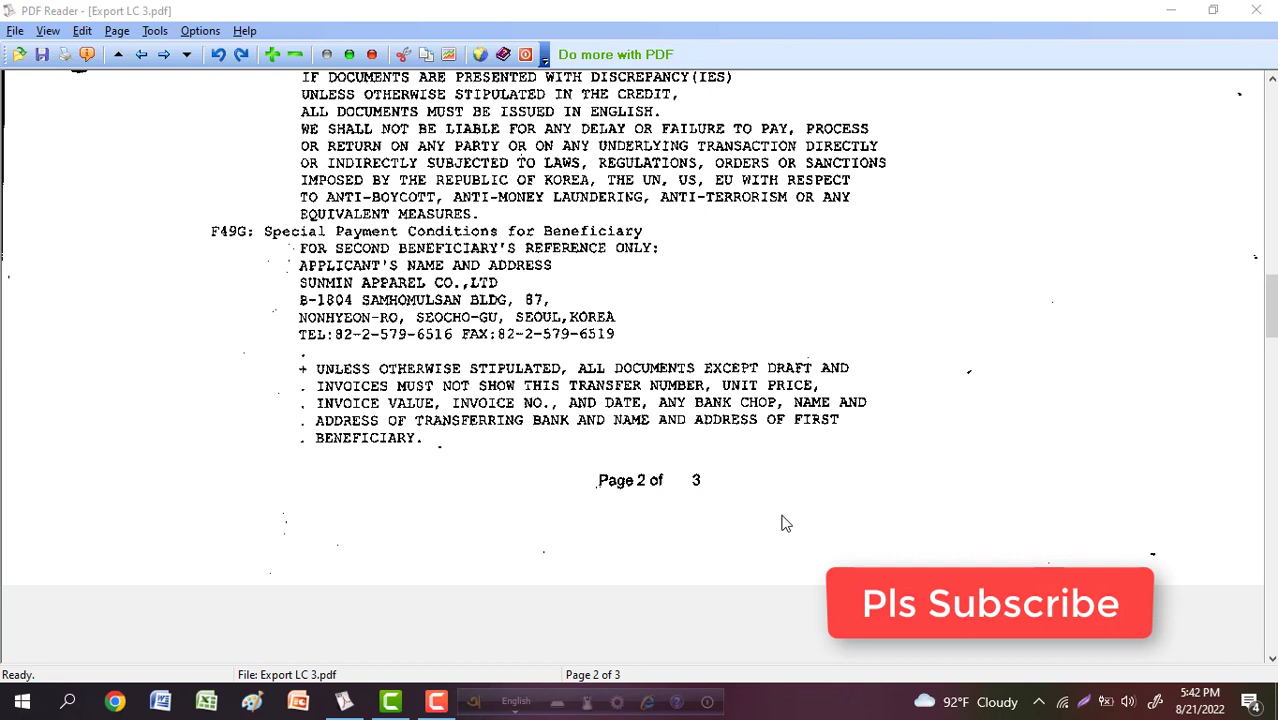 PDF Reader - [Export LC 3.pdf]
File View Edit Page Tools Options Help
Do more with PDF
IF DOCUMENTS ARE PRESENTED WITH DISCREPANCY(IES)
UNLESS OTHERWISE STIPULATED IN THE CREDIT,
ALL DOCUMENTS MUST BE ISSUED IN ENGLISH.
WE SHALL NOT BE LIABLE FOR ANY DELAY OR FAILURE TO PAY, PROCESS
OR RETURN ON ANY PARTY OR ON ANY UNDERLYING TRANSACTION DIRECTLY
OR INDIRECTLY SUBJECTED TO LAWS, REGULATIONS, ORDERS OR SANCTIONS
IMPOSED BY THE REPUBLIC OF KOREA, THE UN, US, EU WITH RESPECT
TO ANTI-BOYCOTT, ANTI-MONEY LAUNDERING, ANTI-TERRORISM OR ANY
EQUIVALENT MEASURES.
F49G: Special Payment Conditions for Beneficiary
FOR SECOND BENEFICIARY'S REFERENCE ONLY:
APPLICANT'S NAME AND ADDRESS
SUNMIN APPAREL CO.,LTD
B-1804 SAMHOMULSAN BLDG, 87,
NONHYEON-RO, SEOCHO-GU, SEOUL,KOREA
TEL:82-2-579-6516 FAX:82-2-579-6519
.
+ UNLESS OTHERWISE STIPULATED, ALL DOCUMENTS EXCEPT DRAFT AND
. INVOICES MUST NOT SHOW THIS TRANSFER NUMBER, UNIT PRICE,
. INVOICE VALUE, INVOICE NO., AND DATE, ANY BANK CHOP, NAME AND
. ADDRESS OF TRANSFERRING BANK AND NAME AND ADDRESS OF FIRST
. BENEFICIARY.
Page 2 of 3
Pls Subscribe
Ready. File: Export LC 3.pdf Page 2 of 3
English
92°F Cloudy
5:42 PM
8/21/2022
4